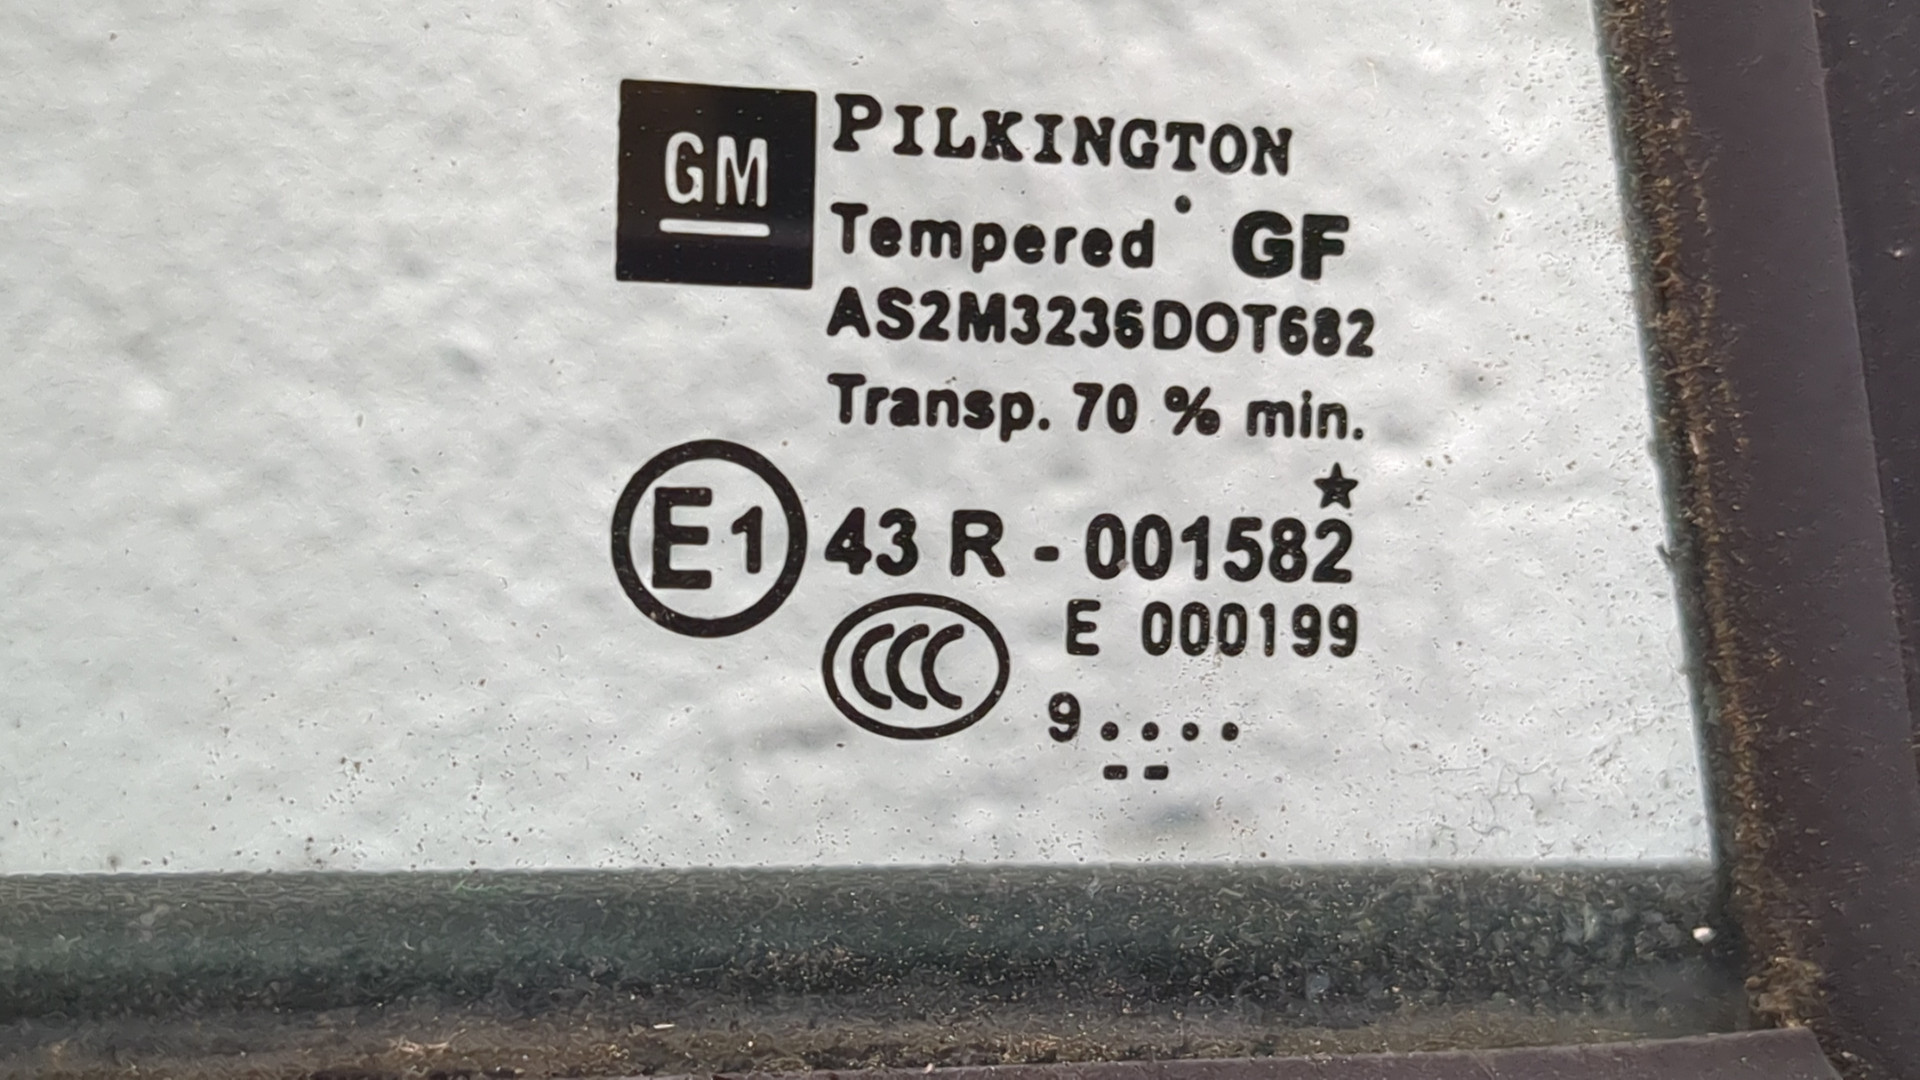 GM
PILKINGTON
Tempered GF
AS2M3236DOT682
Transp. 70 % min.
E1 43 R - 001582
CCC E 000199
9....
--